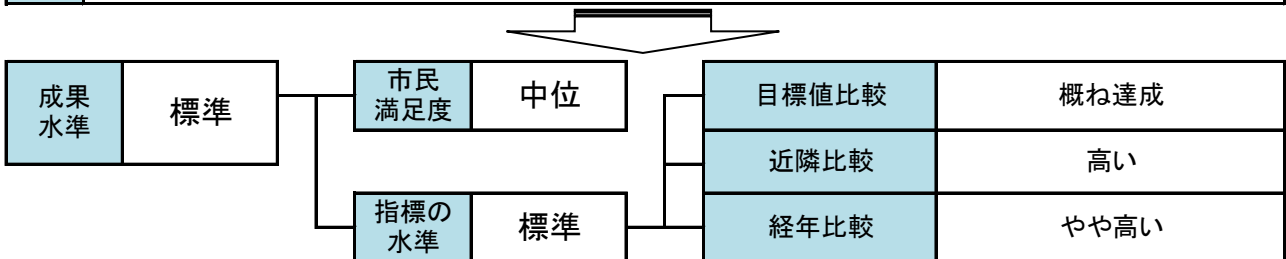 成果
水準
標準
市民
満足度
中位
指標の
水準
標準
目標値比較
概ね達成
近隣比較
高い
経年比較
やや高い